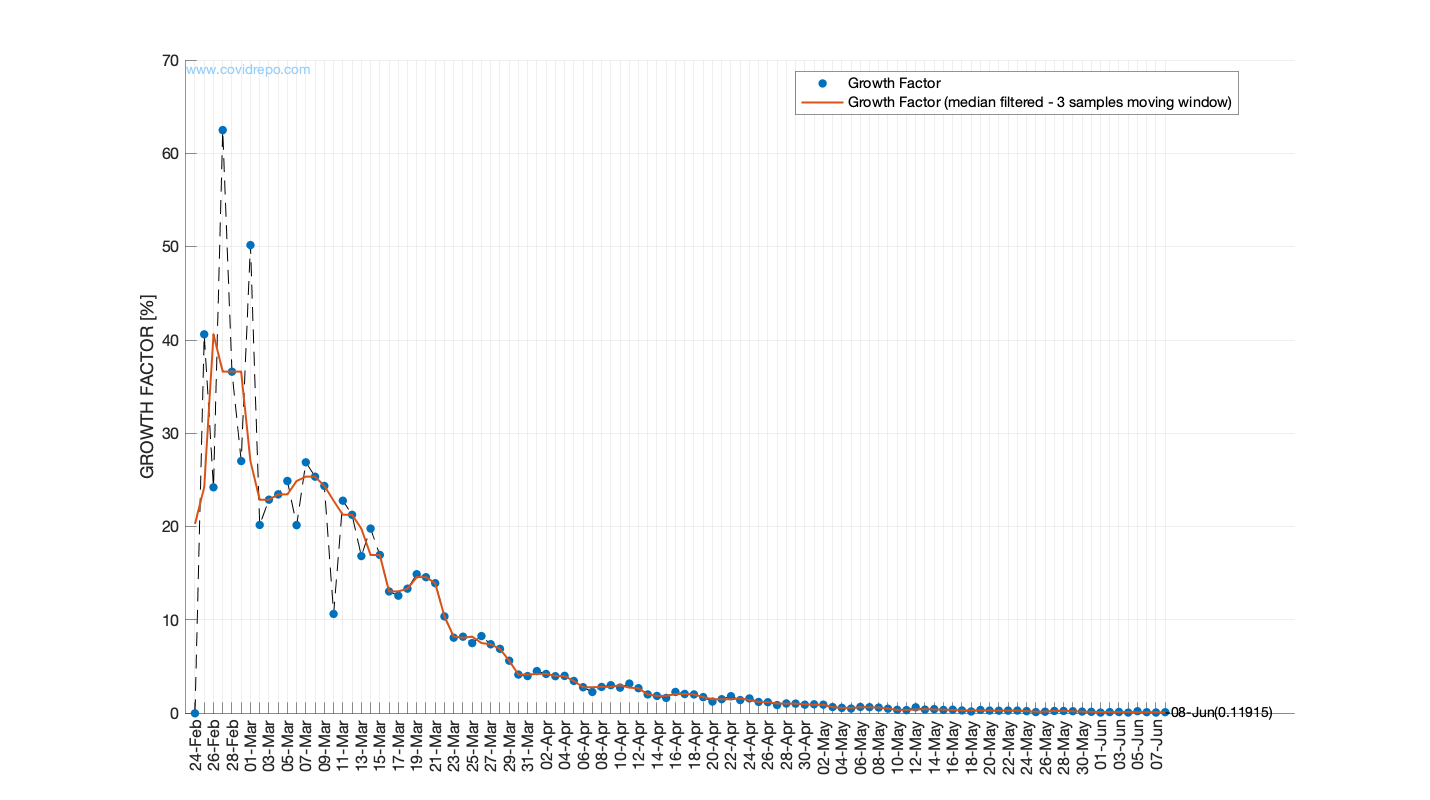 www.covidrepo.com
Growth Factor
Growth Factor (median filtered - 3 samples moving window)
GROWTH FACTOR [%]
70
60
50
40
30
20
10
0
08-Jun(0.11915)
24-Feb
26-Feb
28-Feb
01-Mar
03-Mar
05-Mar
07-Mar
09-Mar
11-Mar
13-Mar
15-Mar
17-Mar
19-Mar
21-Mar
23-Mar
25-Mar
27-Mar
29-Mar
31-Mar
02-Apr
04-Apr
06-Apr
08-Apr
10-Apr
12-Apr
14-Apr
16-Apr
18-Apr
20-Apr
22-Apr
24-Apr
26-Apr
28-Apr
30-Apr
02-May
04-May
06-May
08-May
10-May
12-May
14-May
16-May
18-May
20-May
22-May
24-May
26-May
28-May
30-May
01-Jun
03-Jun
05-Jun
07-Jun